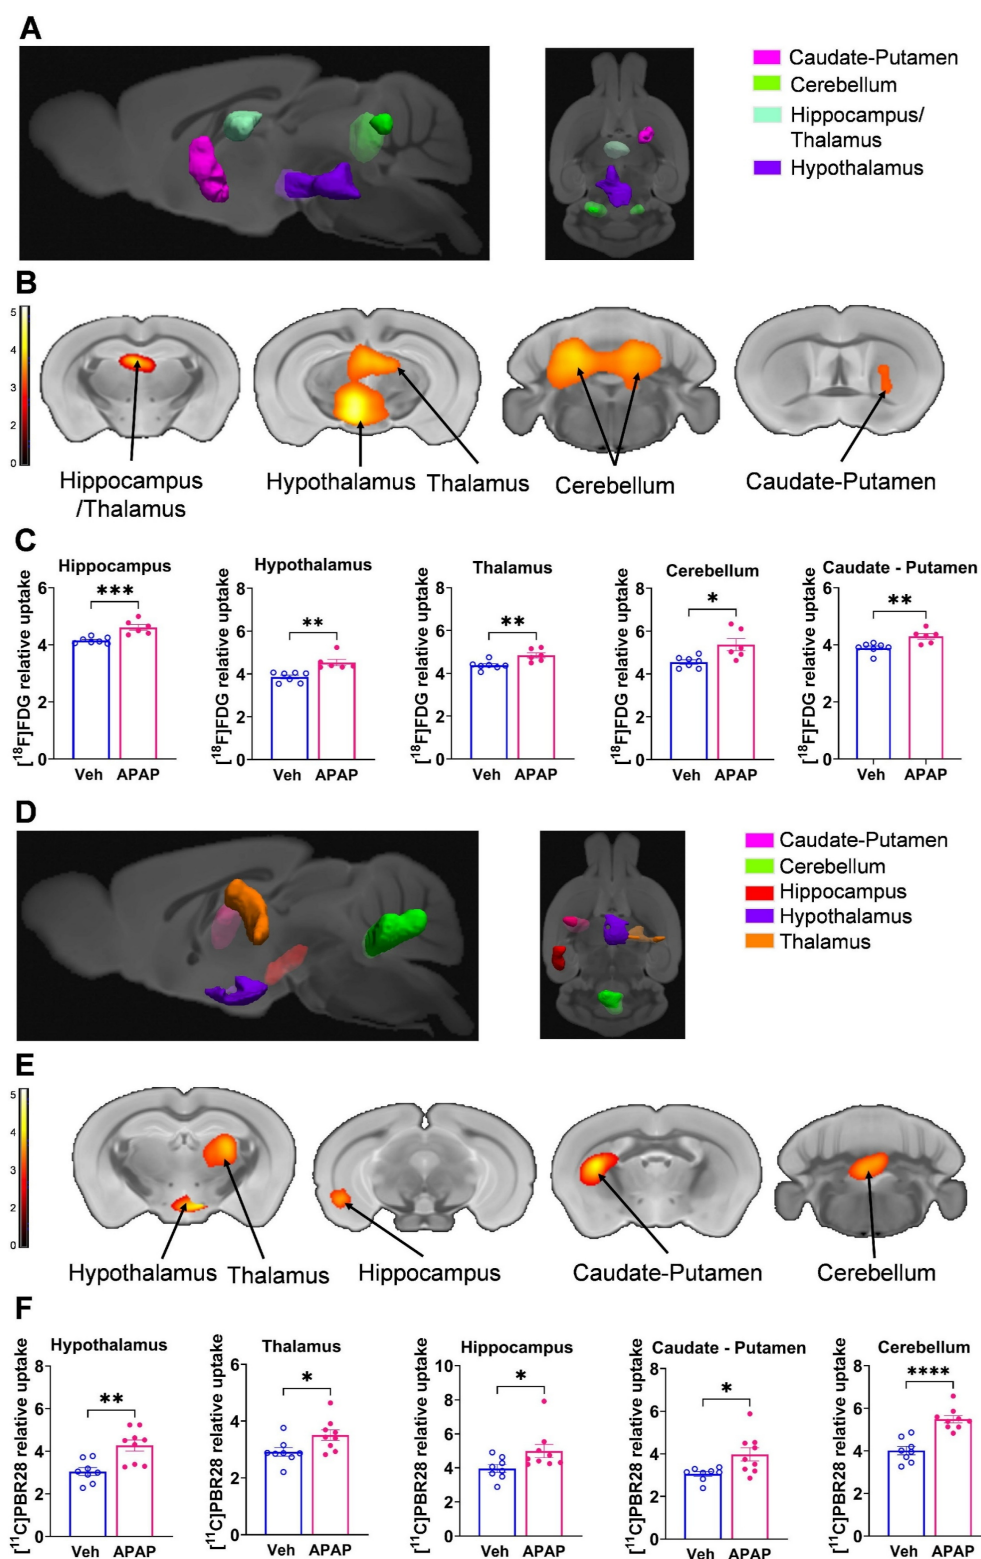 A
Caudate-Putamen
Cerebellum
Hippocampus/
Thalamus
Hypothalamus
B
5
4
3
2
0
Hippocampus
/Thalamus
Hypothalamus
Thalamus
Cerebellum
Caudate-Putamen
C
Hippocampus
[¹⁸F]FDG relative uptake
6
4
2
0
***
Veh APAP
Hypothalamus
[¹⁸F]FDG relative uptake
8
6
4
2
0
**
Veh APAP
Thalamus
[¹⁸F]FDG relative uptake
8
6
4
2
0
**
Veh APAP
Cerebellum
[¹⁸F]FDG relative uptake
8
6
4
2
0
*
Veh APAP
Caudate - Putamen
[¹⁸F]FDG relative uptake
6
4
2
0
**
Veh APAP
D
Caudate-Putamen
Cerebellum
Hippocampus
Hypothalamus
Thalamus
E
5
4
3
2
0
Hypothalamus
Thalamus
Hippocampus
Caudate-Putamen
Cerebellum
F
Hypothalamus
[¹¹C]PBR28 relative uptake
8
6
4
2
0
**
Veh APAP
Thalamus
[¹¹C]PBR28 relative uptake
6
4
2
0
*
Veh APAP
Hippocampus
[¹¹C]PBR28 relative uptake
10
8
6
4
2
0
*
Veh APAP
Caudate - Putamen
[¹¹C]PBR28 relative uptake
8
6
4
2
0
*
Veh APAP
Cerebellum
[¹¹C]PBR28 relative uptake
8
6
4
2
0
****
Veh APAP